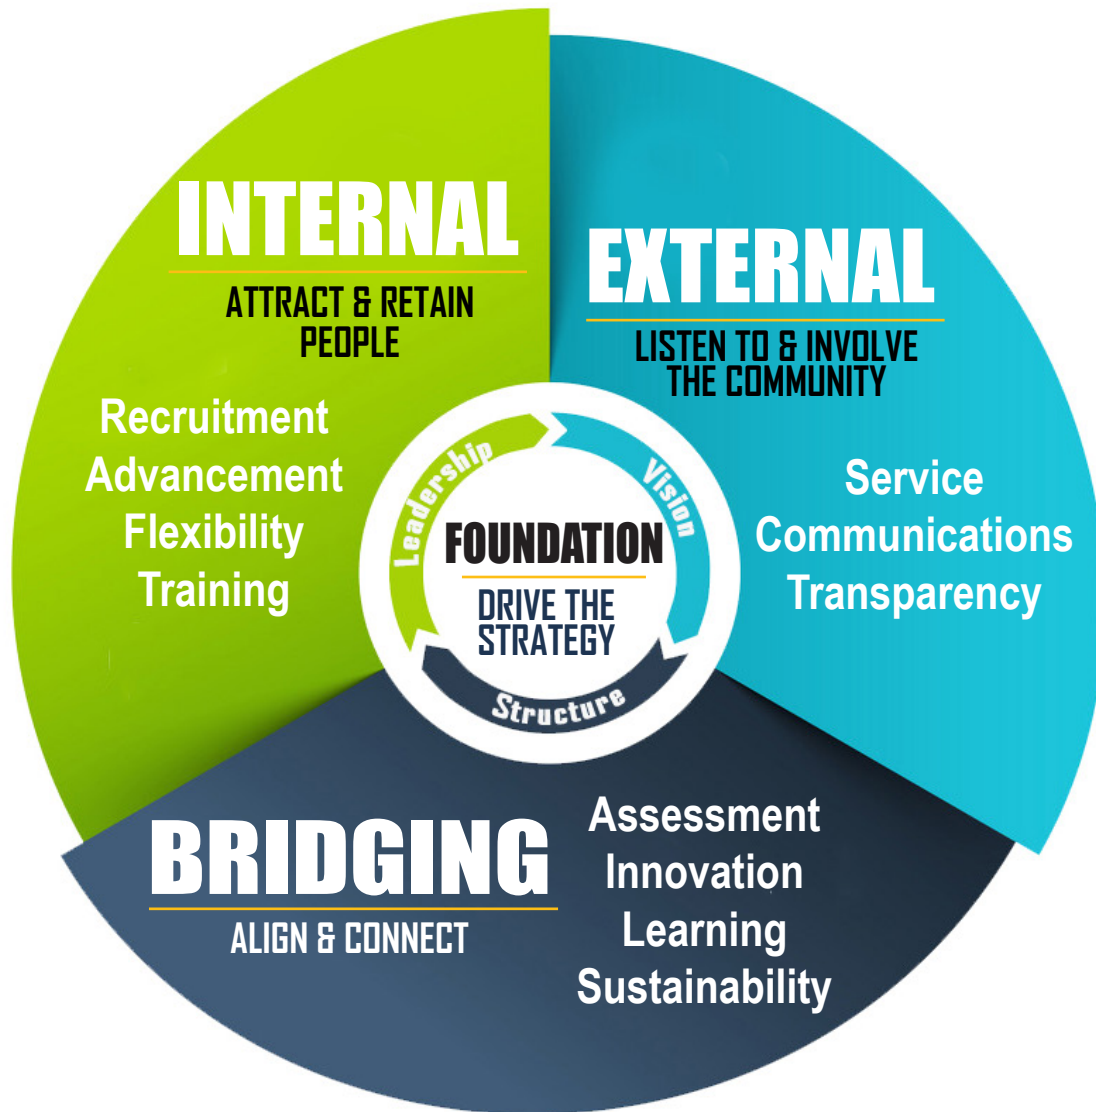 INTERNAL
ATTRACT & RETAIN
PEOPLE
Recruitment
Advancement
Flexibility
Training
EXTERNAL
LISTEN TO & INVOLVE
THE COMMUNITY
Service
Communications
Transparency
Leadership
Vision
Structure
FOUNDATION
DRIVE THE
STRATEGY
BRIDGING
ALIGN & CONNECT
Assessment
Innovation
Learning
Sustainability